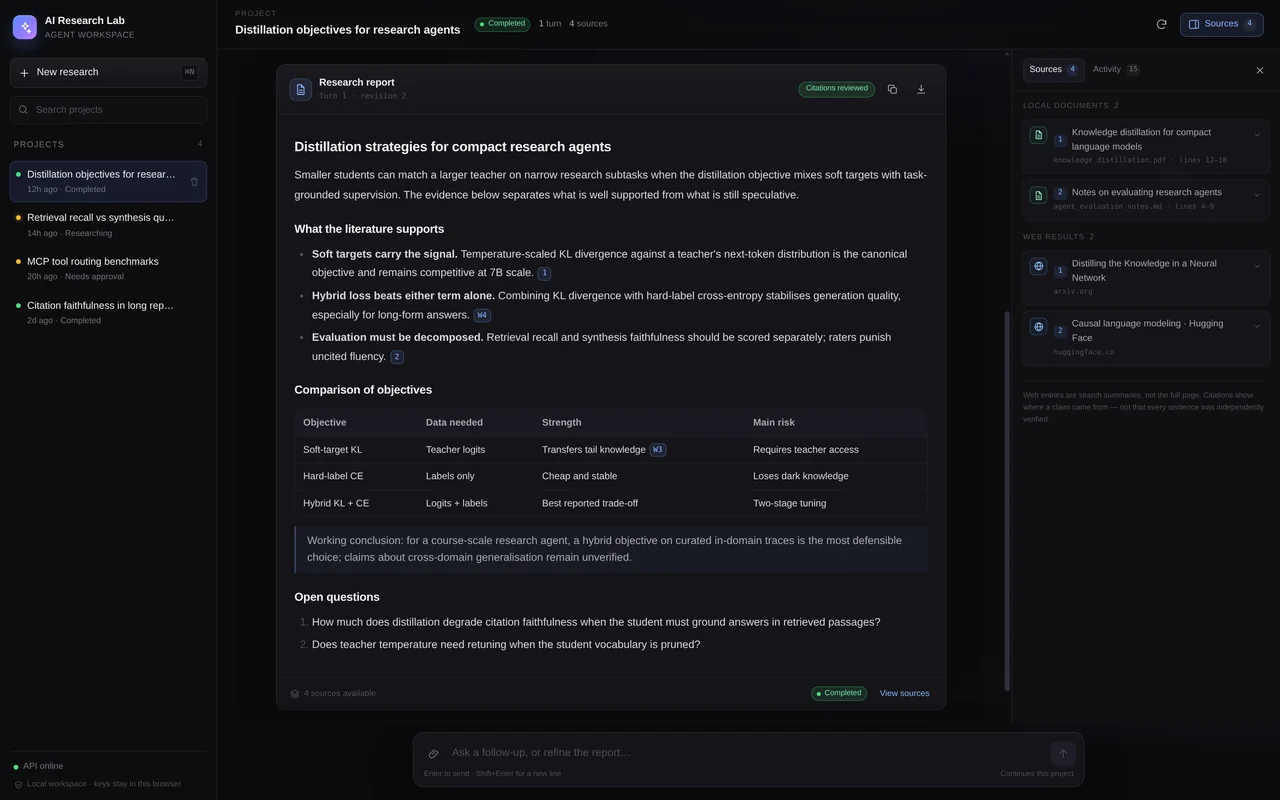 AI Research Lab
AGENT WORKSPACE
New research ⌘N
Search projects
PROJECTS 4
Distillation objectives for resear…
12h ago · Completed
Retrieval recall vs synthesis qu…
14h ago · Researching
MCP tool routing benchmarks
20h ago · Needs approval
Citation faithfulness in long rep…
2d ago · Completed
API online
Local workspace · keys stay in this browser
PROJECT
Distillation objectives for research agents
Completed 1 turn 4 sources
Sources 4
Research report
Turn 1 · revision 2
Citations reviewed
Distillation strategies for compact research agents
Smaller students can match a larger teacher on narrow research subtasks when the distillation objective mixes soft targets with task-
grounded supervision. The evidence below separates what is well supported from what is still speculative.
What the literature supports
• Soft targets carry the signal. Temperature-scaled KL divergence against a teacher's next-token distribution is the canonical
objective and remains competitive at 7B scale. 1
• Hybrid loss beats either term alone. Combining KL divergence with hard-label cross-entropy stabilises generation quality,
especially for long-form answers. W4
• Evaluation must be decomposed. Retrieval recall and synthesis faithfulness should be scored separately; raters punish
uncited fluency. 2
Comparison of objectives
Objective Data needed Strength Main risk
Soft-target KL Teacher logits Transfers tail knowledge W3 Requires teacher access
Hard-label CE Labels only Cheap and stable Loses dark knowledge
Hybrid KL + CE Logits + labels Best reported trade-off Two-stage tuning
Working conclusion: for a course-scale research agent, a hybrid objective on curated in-domain traces is the most defensible
choice; claims about cross-domain generalisation remain unverified.
Open questions
1. How much does distillation degrade citation faithfulness when the student must ground answers in retrieved passages?
2. Does teacher temperature need retuning when the student vocabulary is pruned?
4 sources available
Completed View sources
Ask a follow-up, or refine the report…
Enter to send · Shift+Enter for a new line
Continues this project
Sources 4 Activity 15
LOCAL DOCUMENTS 2
1 Knowledge distillation for compact
language models
knowledge_distillation.pdf · lines 12–18
2 Notes on evaluating research agents
agent_evaluation_notes.md · lines 4–9
WEB RESULTS 2
1 Distilling the Knowledge in a Neural
Network
arxiv.org
2 Causal language modeling · Hugging
Face
huggingface.co
Web entries are search summaries, not the full page. Citations show
where a claim came from — not that every sentence was independently
verified.